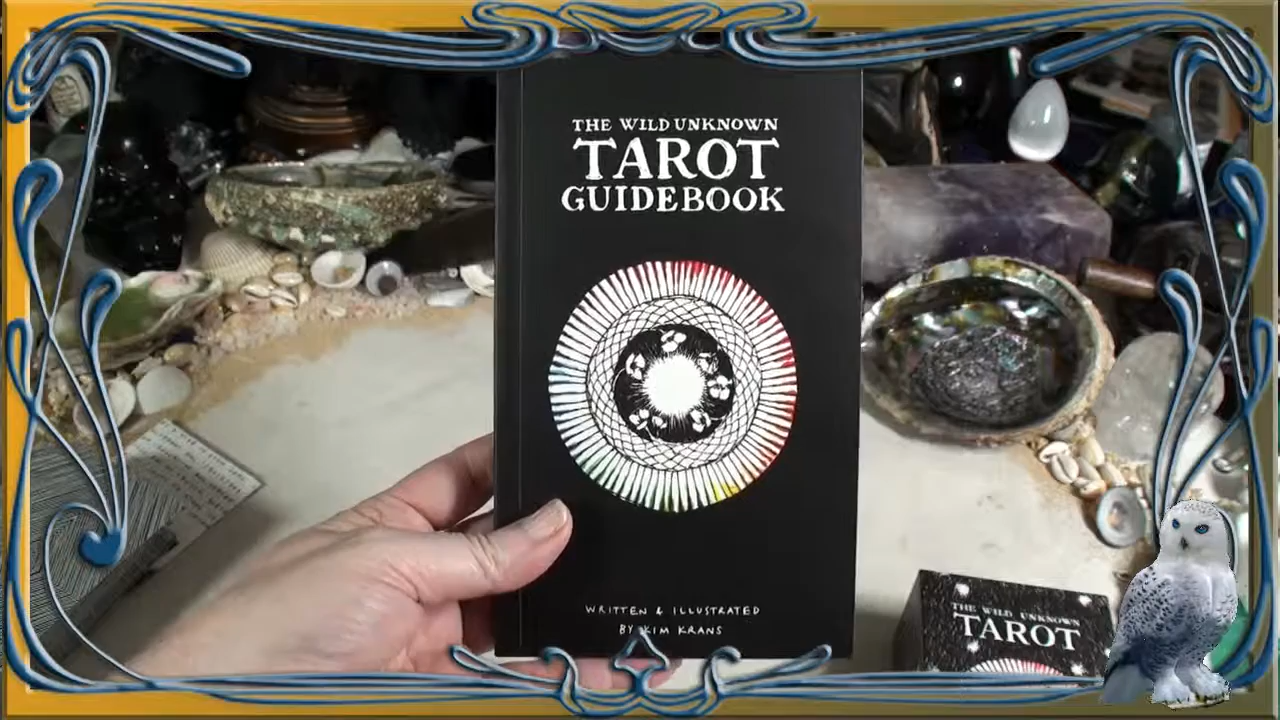 THE WILD UNKNOWN
TAROT
GUIDEBOOK
WRITTEN & ILLUSTRATED
BY KIM KRANS
THE WILD UNKNOWN
TAROT